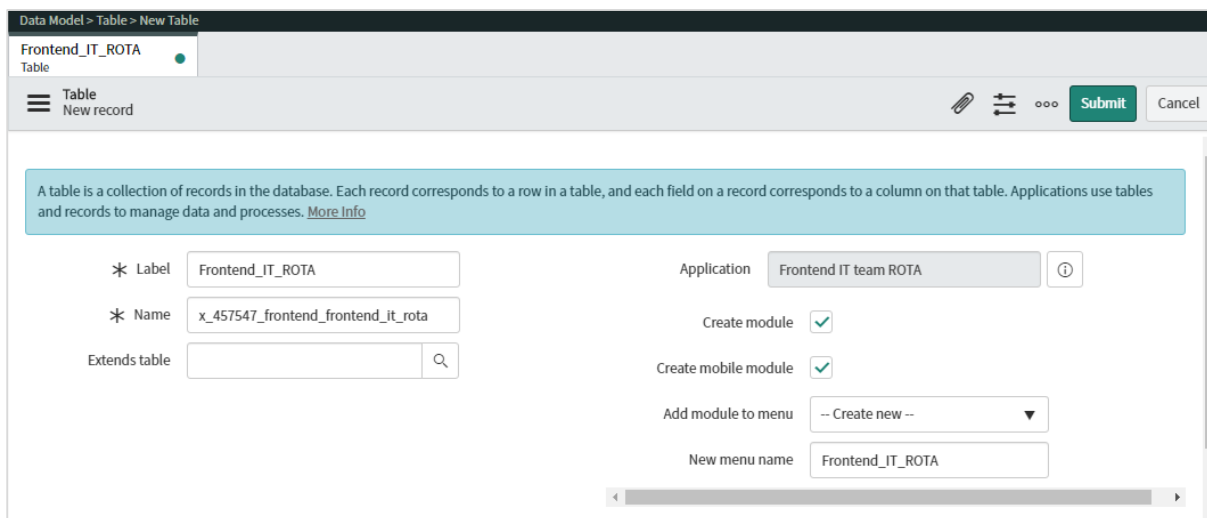 Data Model > Table > New Table
Frontend_IT_ROTA
Table
Table
New record
Submit
Cancel
A table is a collection of records in the database. Each record corresponds to a row in a table, and each field on a record corresponds to a column on that table. Applications use tables
and records to manage data and processes. More Info
Label
Frontend_IT_ROTA
Name
x_457547_frontend_frontend_it_rota
Extends table
Application
Frontend IT team ROTA
Create module
Create mobile module
Add module to menu
-- Create new --
New menu name
Frontend_IT_ROTA